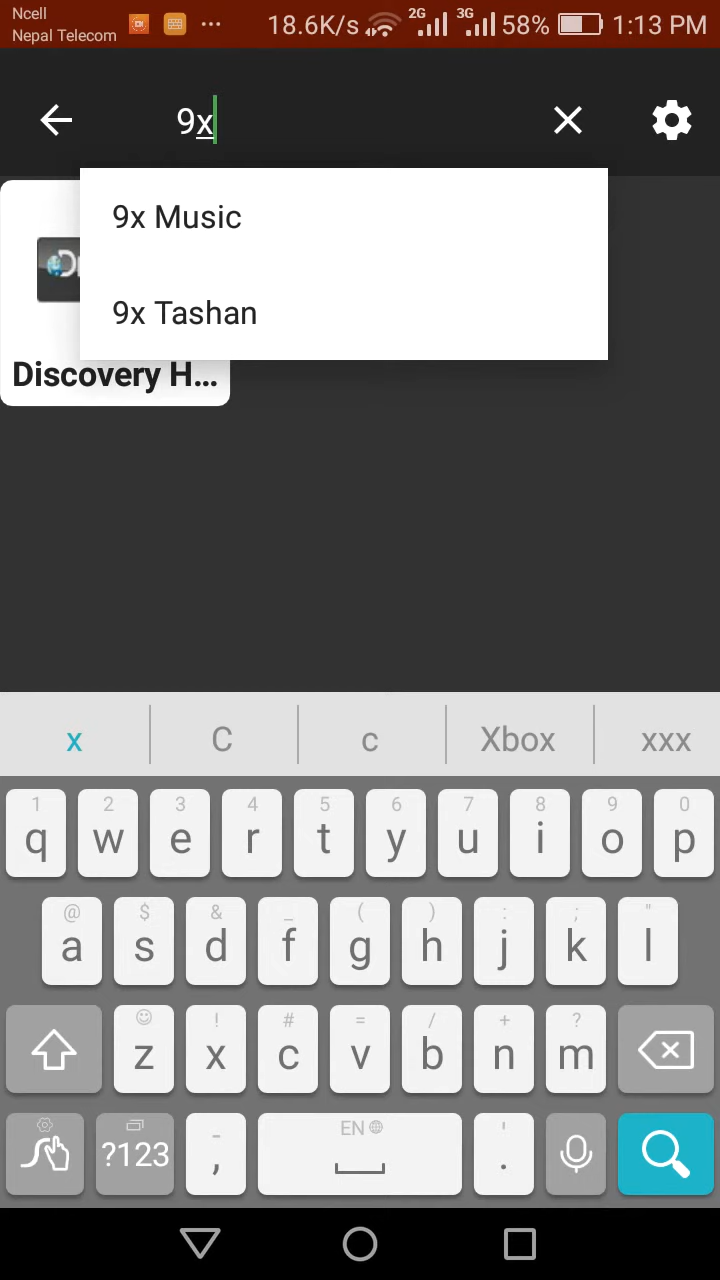 Ncell
Nepal Telecom
18.6K/s 2G 3G 58% 1:13 PM
9x
9x Music
9x Tashan
Discovery H...
x C c Xbox xxx
1 2 3 4 5 6 7 8 9 0
q w e r t y u i o p
@ $ & _ ( ) : ; "
a s d f g h j k l
! # = / + ?
z x c v b n m
EN
?123 , .